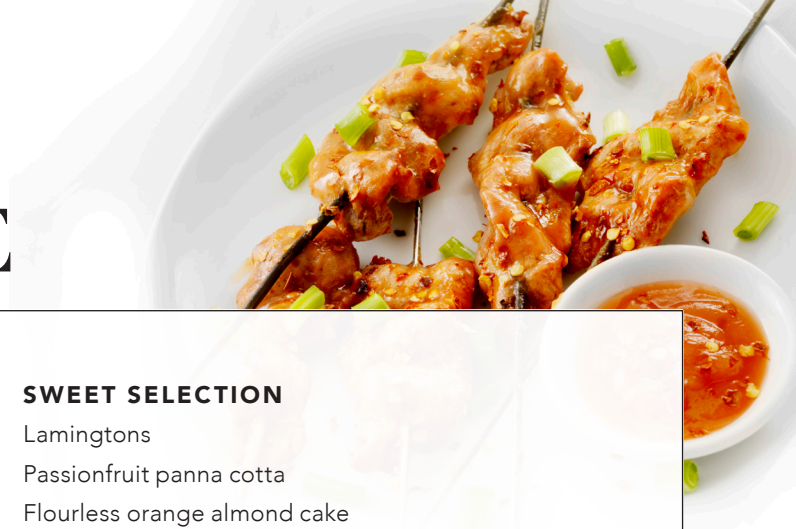 SWEET SELECTION
Lamingtons
Passionfruit panna cotta
Flourless orange almond cake